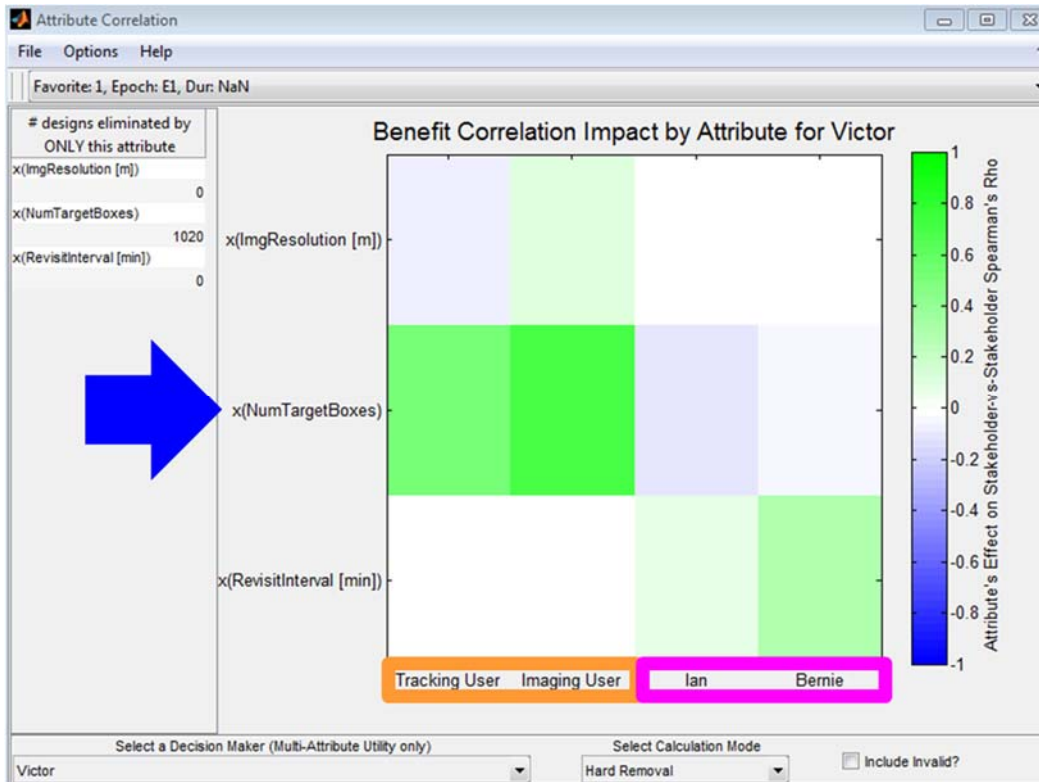 Attribute Correlation
File Options Help
Favorite: 1, Epoch: E1, Dur: NaN
# designs eliminated by
ONLY this attribute
x(ImgResolution [m])
0
x(NumTargetBoxes)
1020
x(RevisitInterval [min])
0
Benefit Correlation Impact by Attribute for Victor
x(ImgResolution [m])
x(NumTargetBoxes)
x(RevisitInterval [min])
Tracking User Imaging User Ian Bernie
1
0.8
0.6
0.4
0.2
0
-0.2
-0.4
-0.6
-0.8
-1
Attribute's Effect on Stakeholder-vs-Stakeholder Spearman's Rho
Select a Decision Maker (Multi-Attribute Utility only)
Victor
Select Calculation Mode
Hard Removal
Include Invalid?